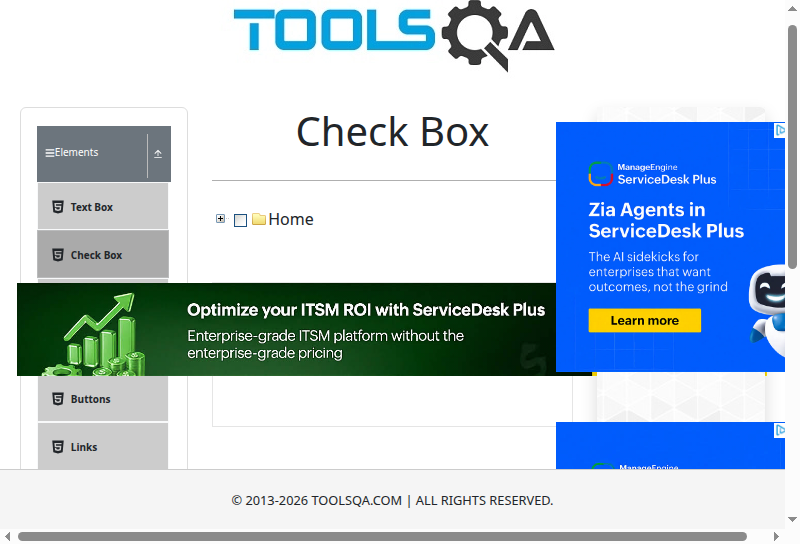 TOOLSQA
Check Box
Elements
Text Box
Check Box
Home
ManageEngine
ServiceDesk Plus
Zia Agents in
ServiceDesk Plus
The AI sidekicks for
enterprises that want
outcomes, not the grind
Learn more
Optimize your ITSM ROI with ServiceDesk Plus
Enterprise-grade ITSM platform without the
enterprise-grade pricing
Buttons
Links
ManageEngine
© 2013-2026 TOOLSQA.COM | ALL RIGHTS RESERVED.